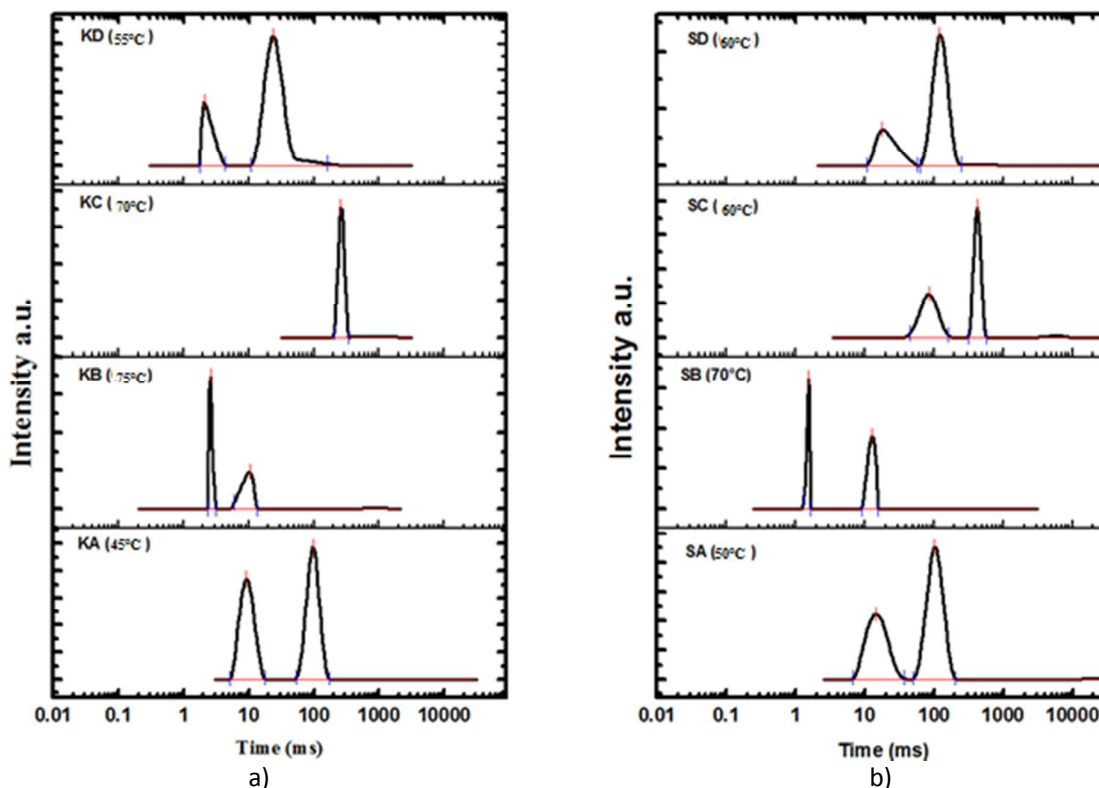 Intensity a.u.
KD (55°C)
KC (70°C)
KB (75°C)
KA (45°C)
0.01 0.1 1 10 100 1000 10000
Time (ms)
a)
Intensity a.u.
SD (60°C)
SC (60°C)
SB (70°C)
SA (50°C)
0.01 0.1 1 10 100 1000 10000
Time (ms)
b)